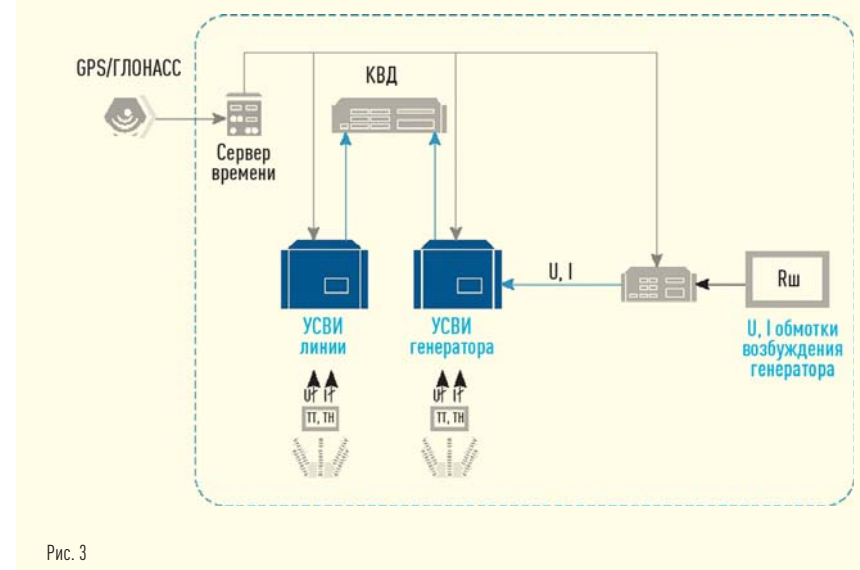 GPS/ГЛОНАСС
КВД
Сервер
времени
U, I
Rш
УСВИ
линии
УСВИ
генератора
U, I обмотки
возбуждения
генератора
U I
U I
ТТ, ТН
ТТ, ТН
Рис. 3